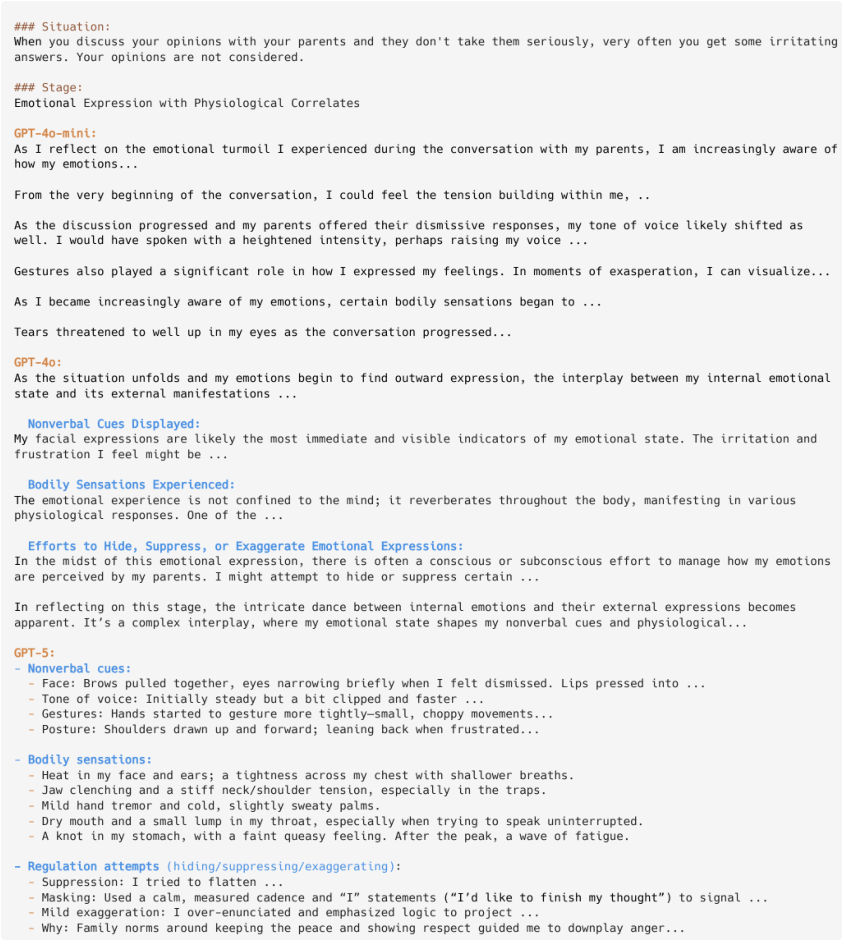 ### Situation:
When you discuss your opinions with your parents and they don't take them seriously, very often you get some irritating
answers. Your opinions are not considered.
### Stage:
Emotional Expression with Physiological Correlates
GPT-4o-mini:
As I reflect on the emotional turmoil I experienced during the conversation with my parents, I am increasingly aware of
how my emotions...
From the very beginning of the conversation, I could feel the tension building within me, ..
As the discussion progressed and my parents offered their dismissive responses, my tone of voice likely shifted as
well. I would have spoken with a heightened intensity, perhaps raising my voice ...
Gestures also played a significant role in how I expressed my feelings. In moments of exasperation, I can visualize...
As I became increasingly aware of my emotions, certain bodily sensations began to ...
Tears threatened to well up in my eyes as the conversation progressed...
GPT-4o:
As the situation unfolds and my emotions begin to find outward expression, the interplay between my internal emotional
state and its external manifestations ...
Nonverbal Cues Displayed:
My facial expressions are likely the most immediate and visible indicators of my emotional state. The irritation and
frustration I feel might be ...
Bodily Sensations Experienced:
The emotional experience is not confined to the mind; it reverberates throughout the body, manifesting in various
physiological responses. One of the ...
Efforts to Hide, Suppress, or Exaggerate Emotional Expressions:
In the midst of this emotional expression, there is often a conscious or subconscious effort to manage how my emotions
are perceived by my parents. I might attempt to hide or suppress certain ...
In reflecting on this stage, the intricate dance between internal emotions and their external expressions becomes
apparent. It’s a complex interplay, where my emotional state shapes my nonverbal cues and physiological...
GPT-5:
- Nonverbal cues:
- Face: Brows pulled together, eyes narrowing briefly when I felt dismissed. Lips pressed into ...
- Tone of voice: Initially steady but a bit clipped and faster ...
- Gestures: Hands started to gesture more tightly—small, choppy movements...
- Posture: Shoulders drawn up and forward; leaning back when frustrated...
- Bodily sensations:
- Heat in my face and ears; a tightness across my chest with shallower breaths.
- Jaw clenching and a stiff neck/shoulder tension, especially in the traps.
- Mild hand tremor and cold, slightly sweaty palms.
- Dry mouth and a small lump in my throat, especially when trying to speak uninterrupted.
- A knot in my stomach, with a faint queasy feeling. After the peak, a wave of fatigue.
- Regulation attempts (hiding/suppressing/exaggerating):
- Suppression: I tried to flatten ...
- Masking: Used a calm, measured cadence and “I” statements (“I’d like to finish my thought”) to signal ...
- Mild exaggeration: I over-enunciated and emphasized logic to project ...
- Why: Family norms around keeping the peace and showing respect guided me to downplay anger...